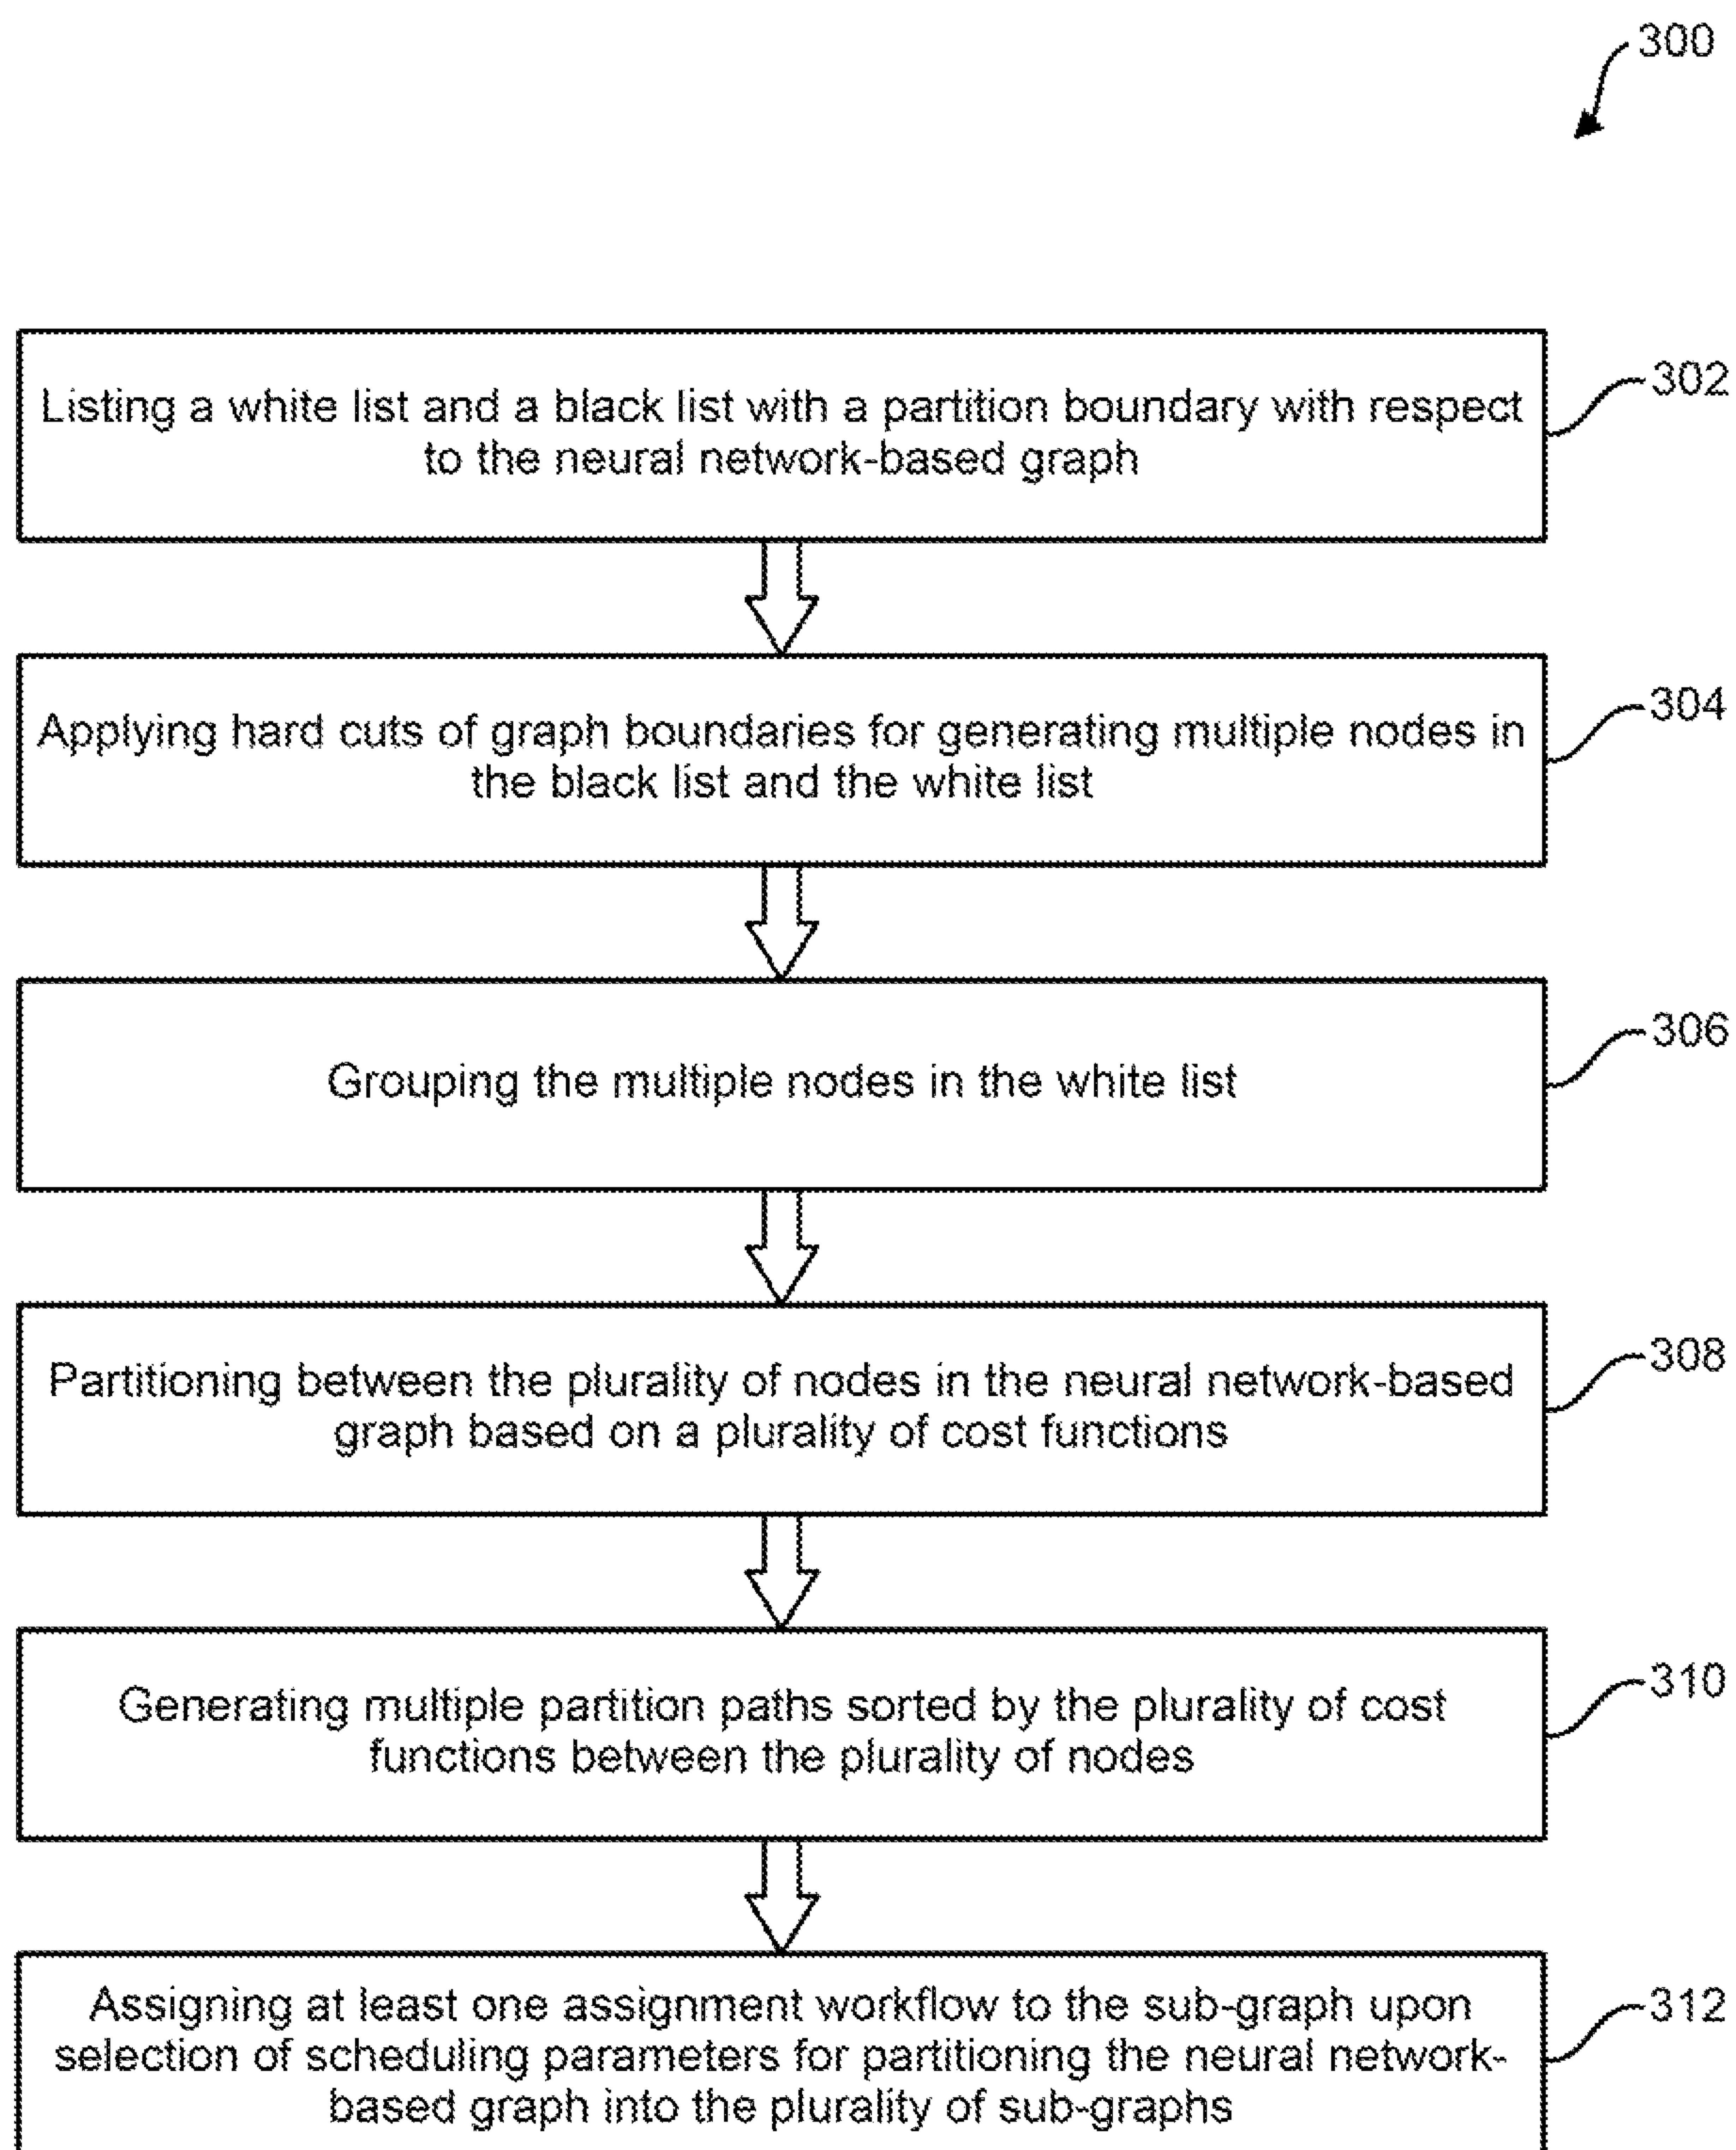 300
Listing a white list and a black list with a partition boundary with respect
to the neural network-based graph
302
Applying hard cuts of graph boundaries for generating multiple nodes in
the black list and the white list
304
Grouping the multiple nodes in the white list
306
Partitioning between the plurality of nodes in the neural network-based
graph based on a plurality of cost functions
308
Generating multiple partition paths sorted by the plurality of cost
functions between the plurality of nodes
310
Assigning at least one assignment workflow to the sub-graph upon
selection of scheduling parameters for partitioning the neural network-
based graph into the plurality of sub-graphs
312